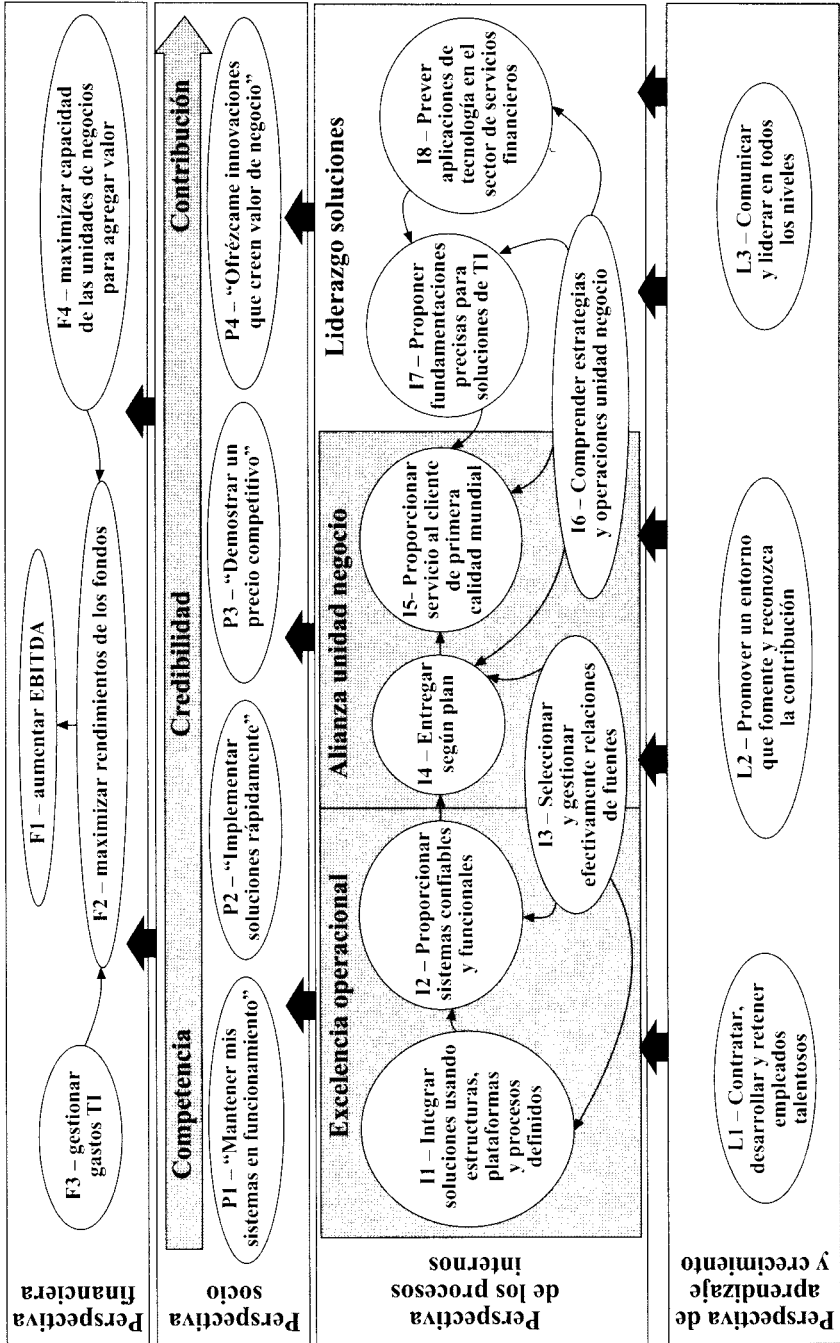 Perspectiva
financiera
F1 – aumentar EBITDA
F2 – maximizar rendimientos de los fondos
F3 – gestionar
gastos TI
F4 – maximizar capacidad
de las unidades de negocios
para agregar valor
Perspectiva
socio
Competencia
Credibilidad
Contribución
P1 – “Mantener mis
sistemas en funcionamiento”
P2 – “Implementar
soluciones rápidamente”
P3 – “Demostrar un
precio competitivo”
P4 – “Ofrézcame innovaciones
que creen valor de negocio”
Perspectiva
de los procesos
internos
Excelencia operacional
Alianza unidad negocio
Liderazgo soluciones
I1 – Integrar
soluciones usando
estructuras,
plataformas
y procesos
definidos
I2 – Proporcionar
sistemas confiables
y funcionales
I3 – Seleccionar
y gestionar
efectivamente relaciones
de fuentes
I4 – Entregar
según plan
I5- Proporcionar
servicio al cliente
de primera
calidad mundial
I6 – Comprender estrategias
y operaciones unidad negocio
I7 – Proponer
fundamentaciones
precisas para
soluciones de TI
I8 – Prever
aplicaciones de
tecnología en el
sector de servicios
financieros
Perspectiva de
aprendizaje
y crecimiento
L1 – Contratar,
desarrollar y retener
empleados
talentosos
L2 – Promover un entorno
que fomente y reconozca
la contribución
L3 – Comunicar
y liderar en todos
los niveles